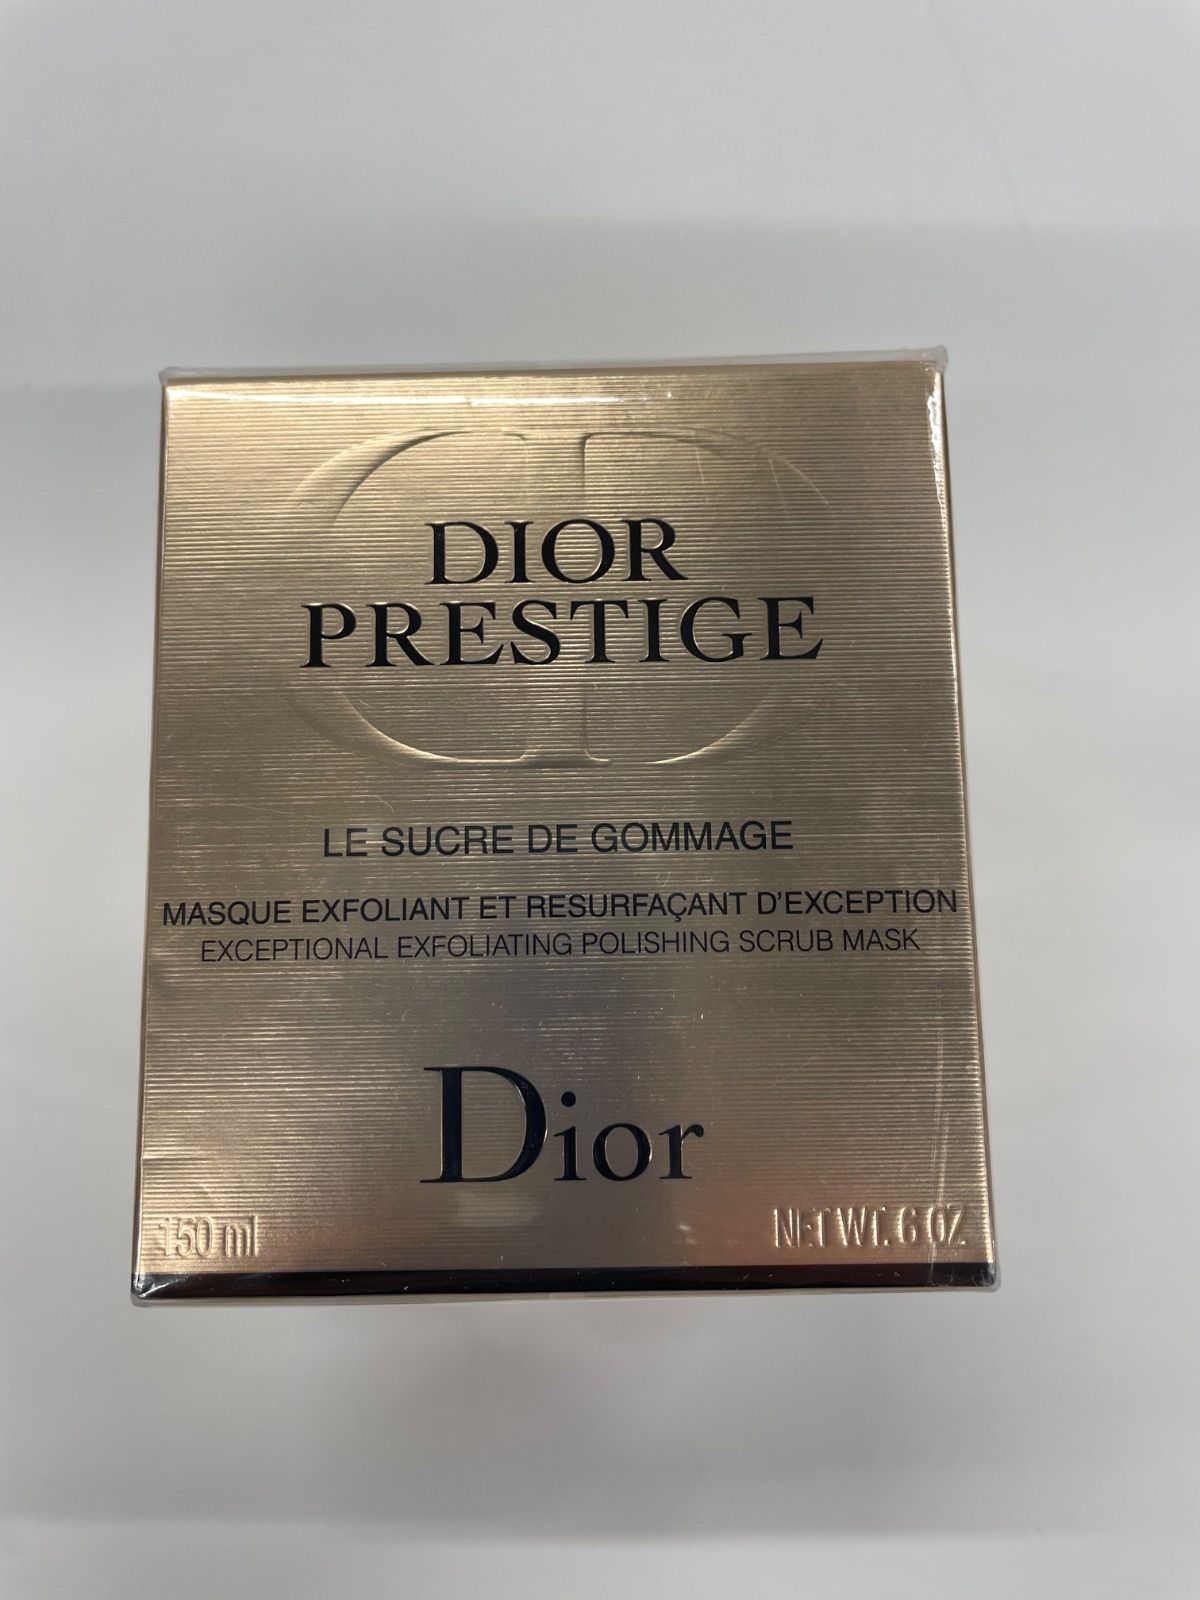 DIOR
PRESTIGE
LE SUCRE DE GOMMAGE
MASQUE EXFOLIANT ET RESURFAÇANT D'EXCEPTION
EXCEPTIONAL EXFOLIATING POLISHING SCRUB MASK
Dior
150 ml NET WT. 6 OZ